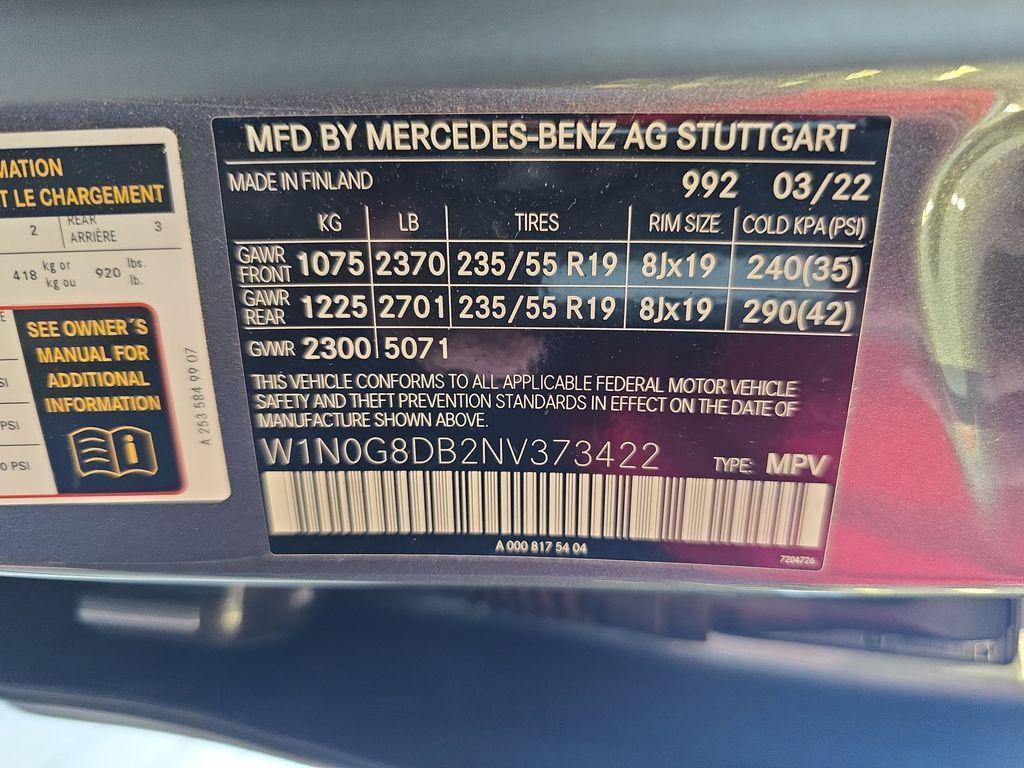 MATION
T LE CHARGEMENT
2 REAR ARRIÈRE 3
418 kg or kg ou 920 lbs. lb.
SEE OWNER´S
MANUAL FOR
ADDITIONAL
INFORMATION
PSI
0 PSI
A 253 584 99 07
MFD BY MERCEDES-BENZ AG STUTTGART
MADE IN FINLAND 992 03/22
KG LB TIRES RIM SIZE COLD KPA (PSI)
GAWR FRONT 1075 2370 235/55 R19 8Jx19 240(35)
GAWR REAR 1225 2701 235/55 R19 8Jx19 290(42)
GVWR 2300 5071
THIS VEHICLE CONFORMS TO ALL APPLICABLE FEDERAL MOTOR VEHICLE
SAFETY AND THEFT PREVENTION STANDARDS IN EFFECT ON THE DATE OF
MANUFACTURE SHOWN ABOVE.
W1N0G8DB2NV373422 TYPE: MPV
A 000 817 54 04
7204726